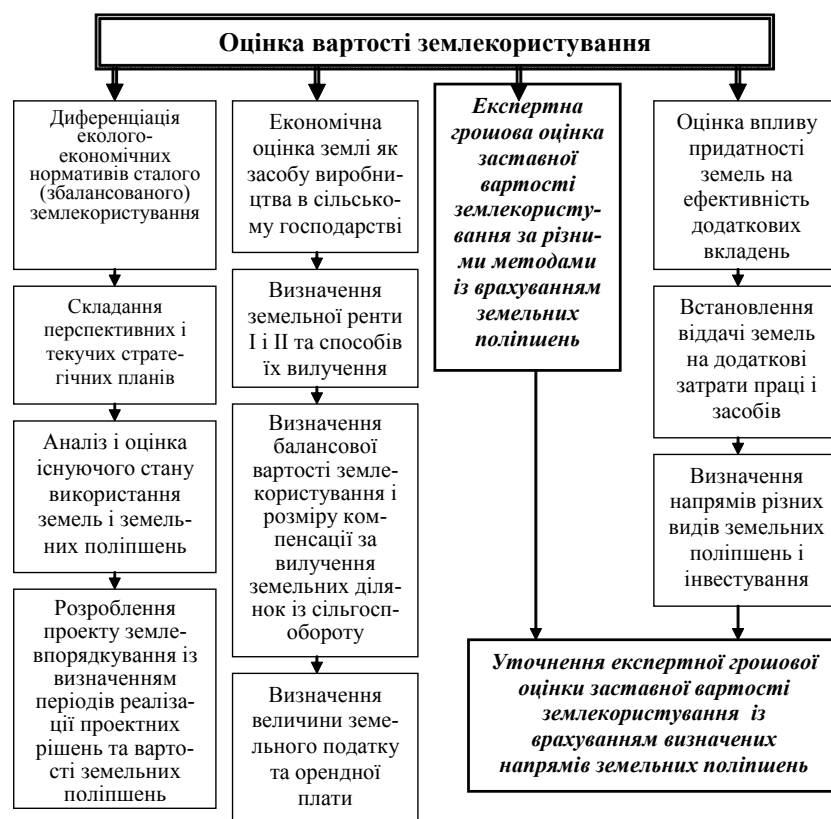 Оцінка вартості землекористування
Диференціація
еколого-
економічних
нормативів сталого
(збалансованого)
землекористування
Складання
перспективних і
текучих страте-
гічних планів
Аналіз і оцінка
існуючого стану
використання
земель і земель-
них поліпшень
Розроблення
проекту земле-
впорядкування із
визначенням
періодів реаліза-
ції проектних
рішень та варто-
сті земельних
поліпшень
Економічна
оцінка землі як
засобу виробни-
цтва в сільсько-
му господарстві
Визначення
земельної ренти
I і II та способів
їх вилучення
Визначення
балансової
вартості земле-
користування і
розміру ком-
пенсації за
вилучення
земельних діля-
нок із сільгосп-
обороту
Визначення
величини земе-
льного податку
та орендної
плати
Експертна
грошова оцінка
заставної
вартості
землекористу-
вання за різни-
ми методами
із врахуванням
земельних
поліпшень
Оцінка впливу
придатності
земель на
ефективність
додаткових
вкладень
Встановлення
віддачі земель
на додаткові
затрати праці і
засобів
Визначення
напрямів різних
видів земельних
поліпшень і
інвестування
Уточнення експертної грошової
оцінки заставної вартості
землекористування із
врахуванням визначених
напрямів земельних поліпшень